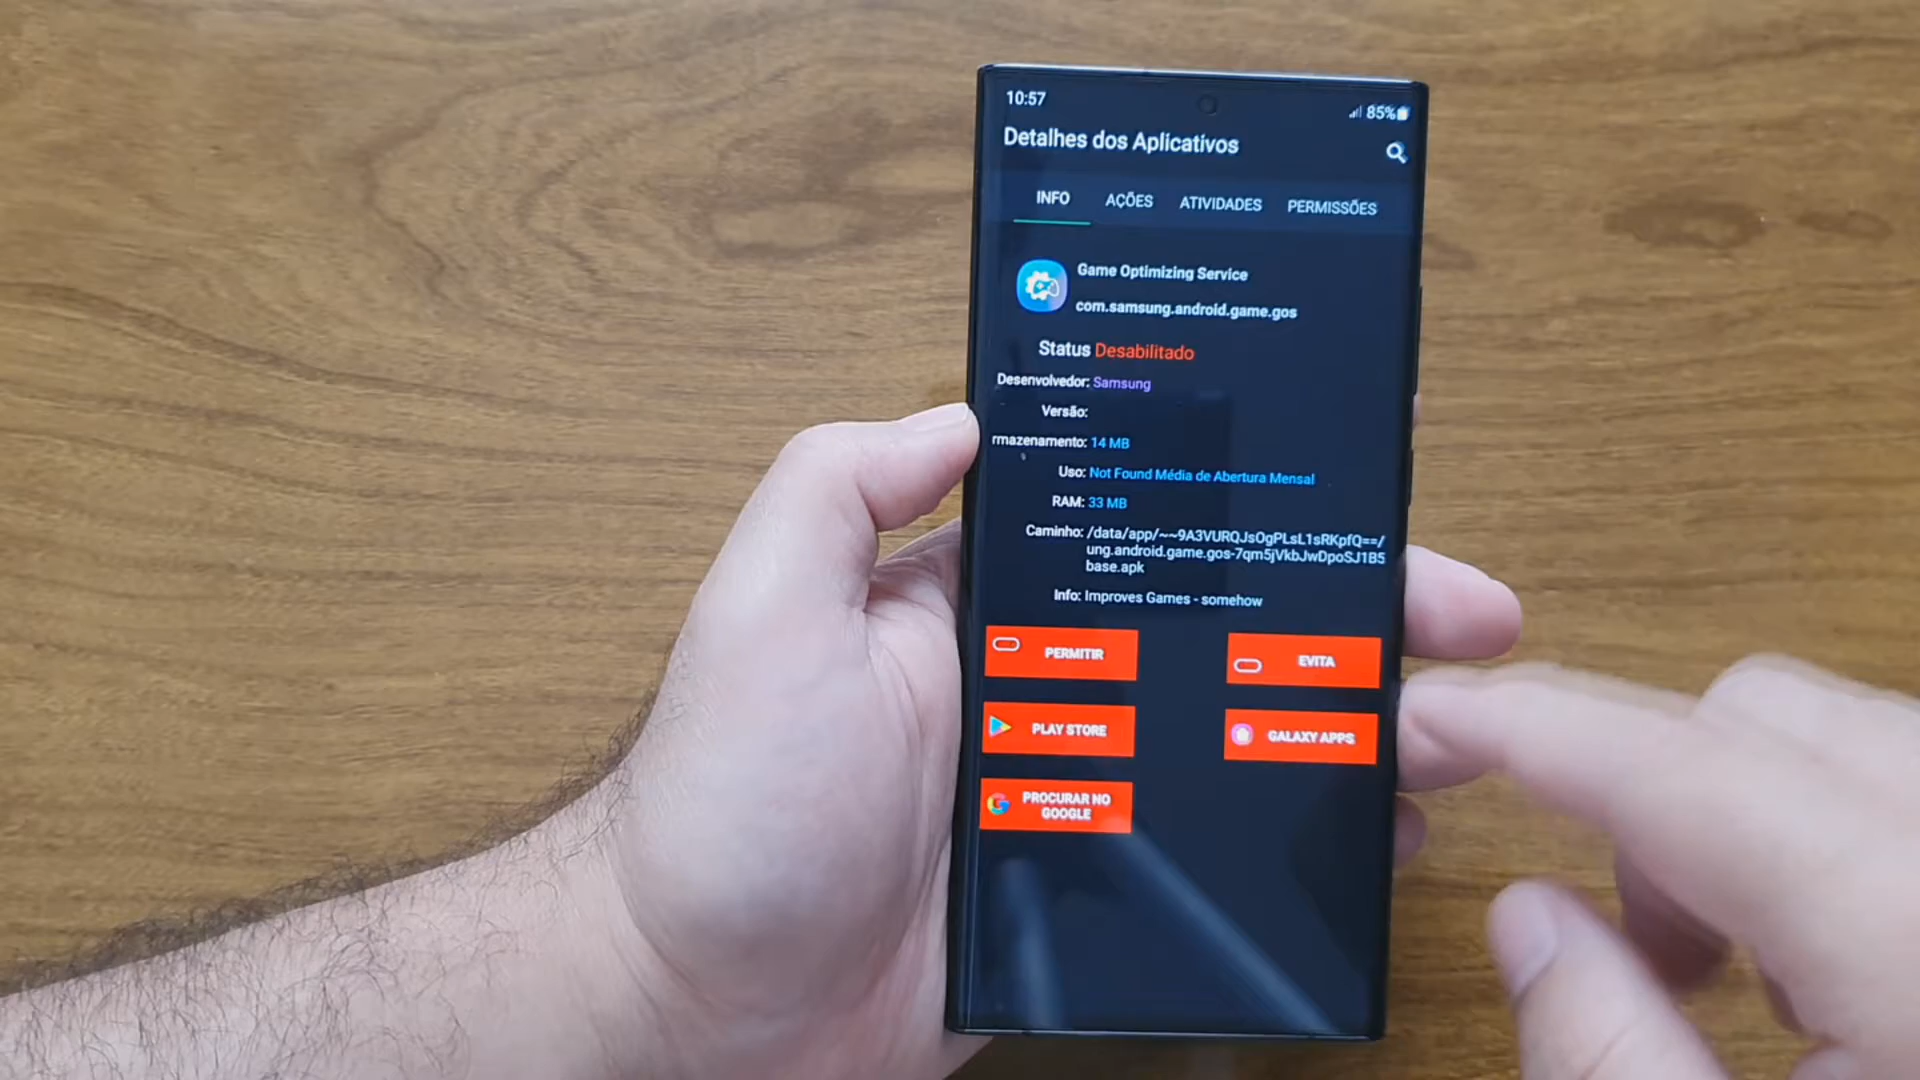 10:57
85%
Detalhes dos Aplicativos
INFO AÇÕES ATIVIDADES PERMISSÕES
Game Optimizing Service
com.samsung.android.game.gos
Status Desabilitado
Desenvolvedor: Samsung
Versão:
rmazenamento: 14 MB
Uso: Not Found Média de Abertura Mensal
RAM: 33 MB
Caminho: /data/app/~~9A3VURQJsOgPLsL1sRKpfQ==/
ung.android.game.gos-7qm5jVkbJwDpoSJ1B5
base.apk
Info: Improves Games - somehow
PERMITIR
EVITA
PLAY STORE
GALAXY APPS
PROCURAR NO
GOOGLE